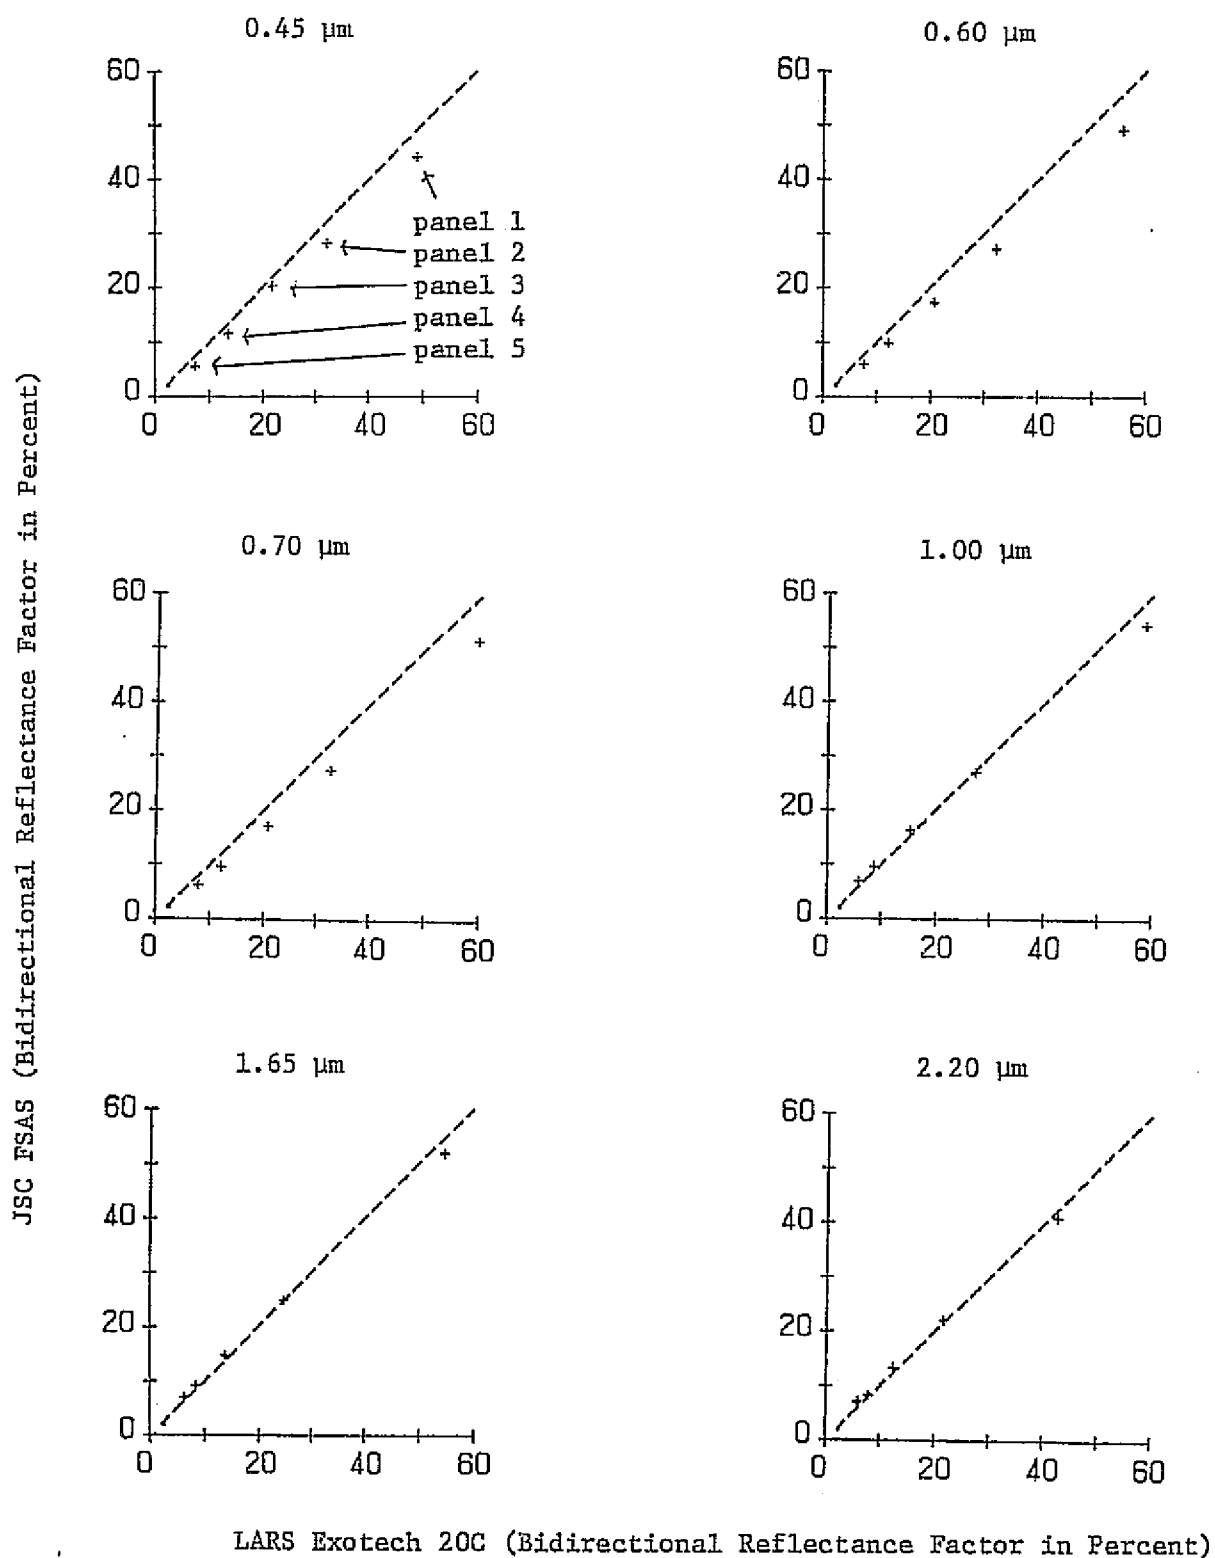 0.45 μm
60
40
20
0
0 20 40 60
panel 1
panel 2
panel 3
panel 4
panel 5
0.60 μm
60
40
20
0
0 20 40 60
0.70 μm
60
40
20
0
0 20 40 60
1.00 μm
60
40
20
0
0 20 40 60
1.65 μm
60
40
20
0
0 20 40 60
2.20 μm
60
40
20
0
0 20 40 60
JSC FSAS (Bidirectional Reflectance Factor in Percent)
LARS Exotech 20C (Bidirectional Reflectance Factor in Percent)